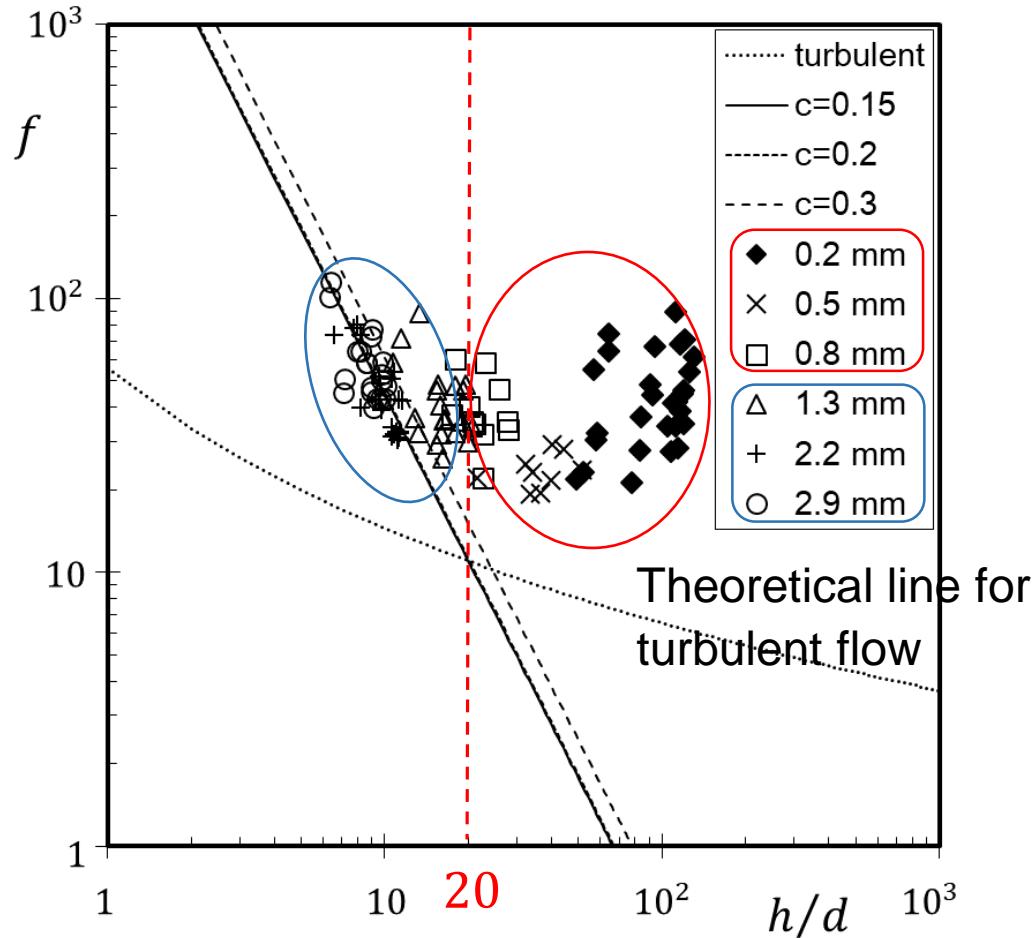 10³
f
10²
10
1
turbulent
c=0.15
c=0.2
c=0.3
0.2 mm
0.5 mm
0.8 mm
1.3 mm
2.2 mm
2.9 mm
Theoretical line for
turbulent flow
1
10
20
10²
h/d
10³